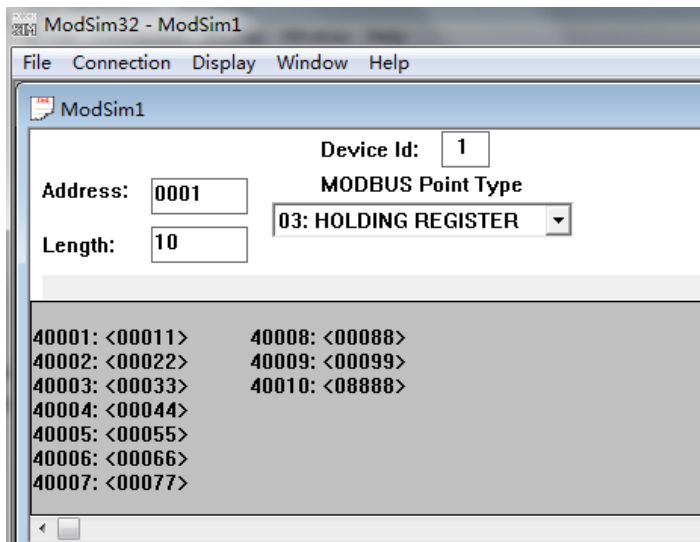 ModSim32 - ModSim1
File Connection Display Window Help
ModSim1
Device Id: 1
Address: 0001
MODBUS Point Type
03: HOLDING REGISTER
Length: 10
40001: <00011> 40008: <00088>
40002: <00022> 40009: <00099>
40003: <00033> 40010: <08888>
40004: <00044>
40005: <00055>
40006: <00066>
40007: <00077>